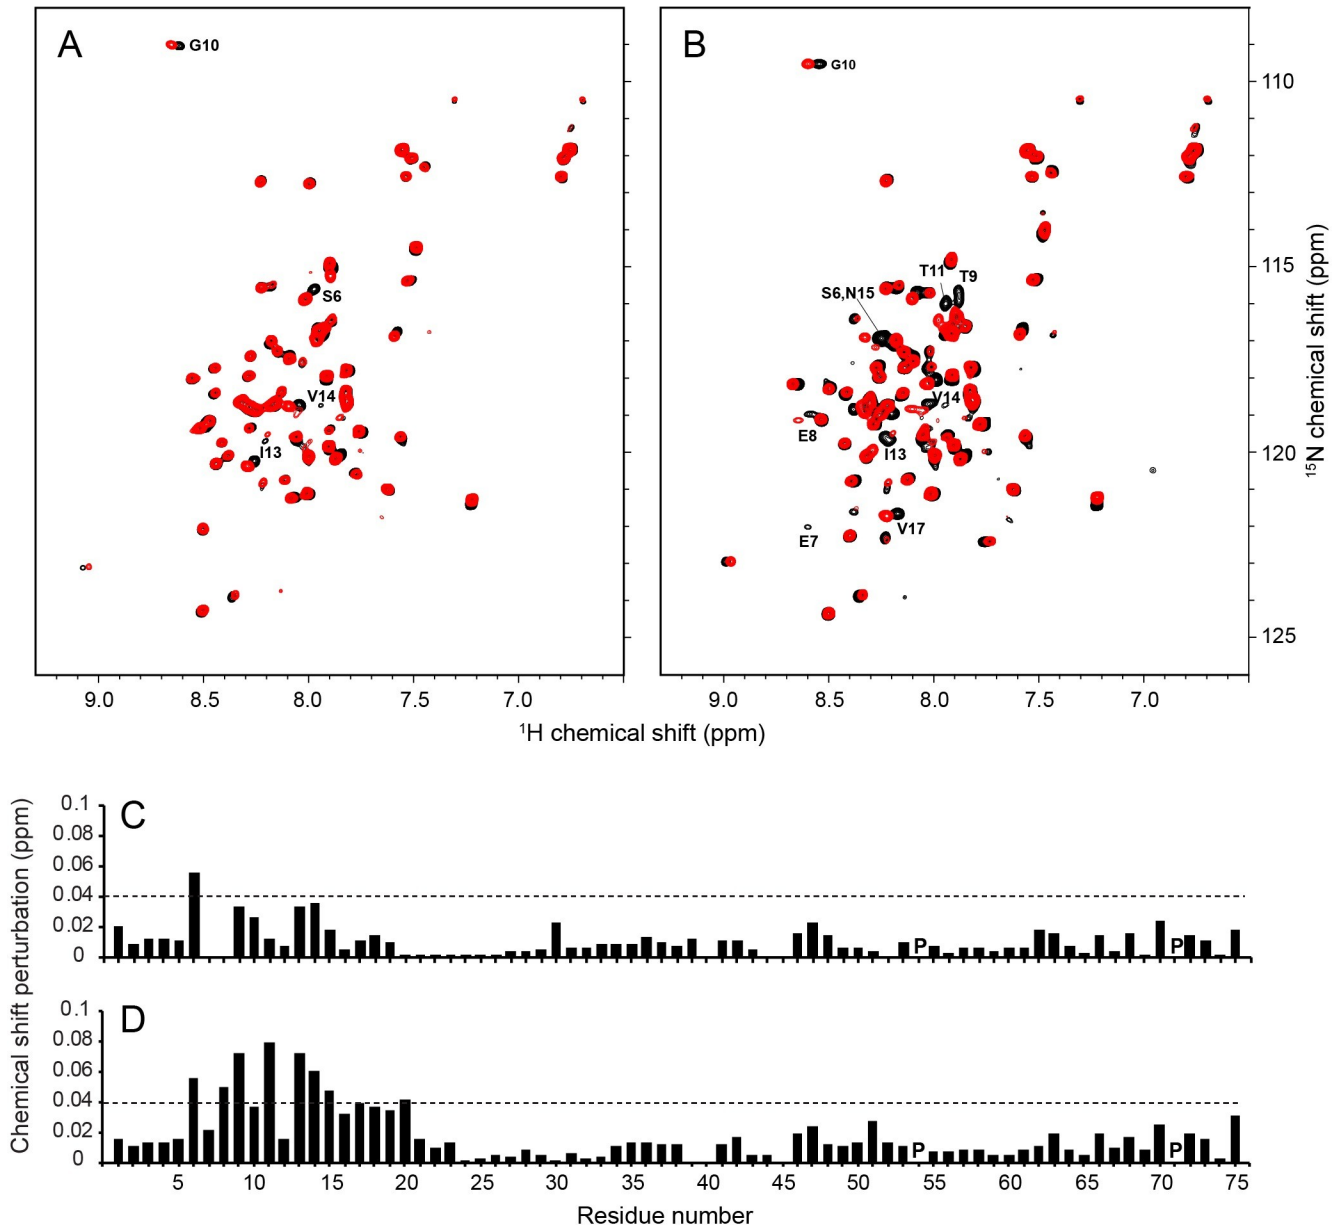 A
G10
S6
V14
I13
9.0 8.5 8.0 7.5 7.0
B
G10
T11 T9
S6,N15
V14
E8
I13
V17
E7
9.0 8.5 8.0 7.5 7.0
110
115
120
125
15N chemical shift (ppm)
1H chemical shift (ppm)
Chemical shift perturbation (ppm)
C
0.1
0.08
0.06
0.04
0.02
0
P P
D
0.1
0.08
0.06
0.04
0.02
0
P P
5 10 15 20 25 30 35 40 45 50 55 60 65 70 75
Residue number